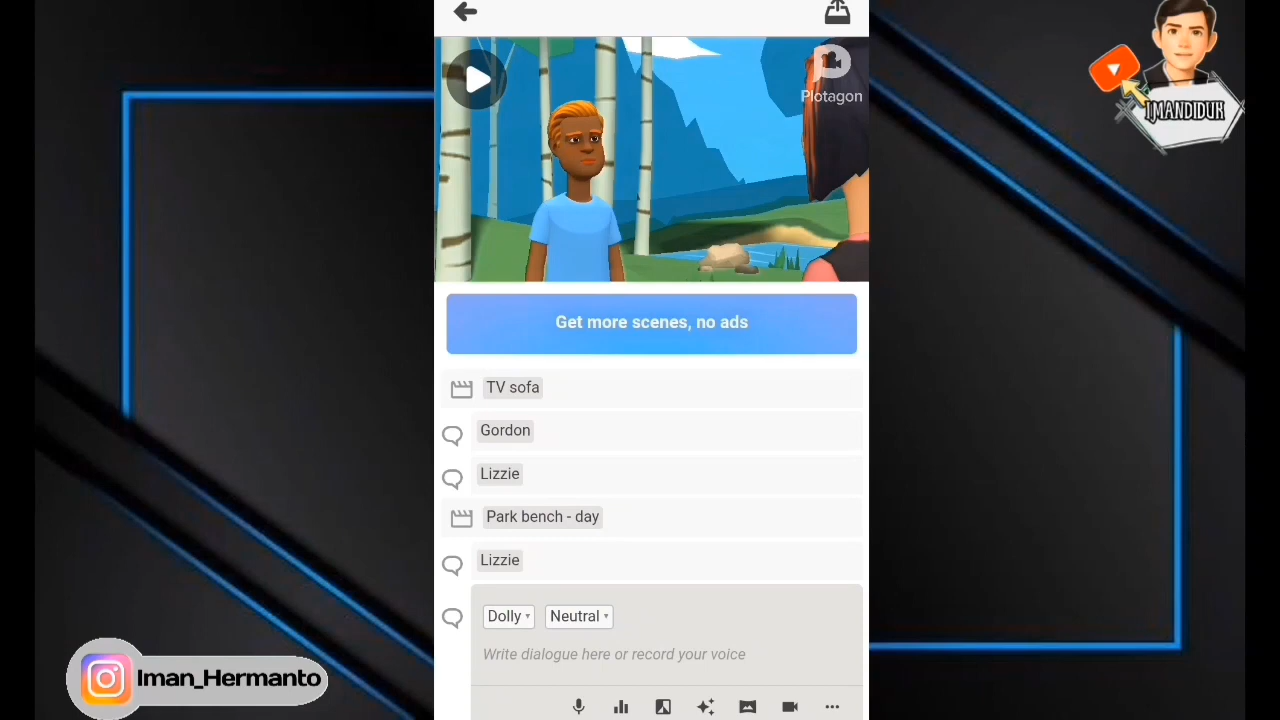 Plotagon
IMANDIDUK
Get more scenes, no ads
TV sofa
Gordon
Lizzie
Park bench - day
Lizzie
Dolly Neutral
Write dialogue here or record your voice
Iman_Hermanto